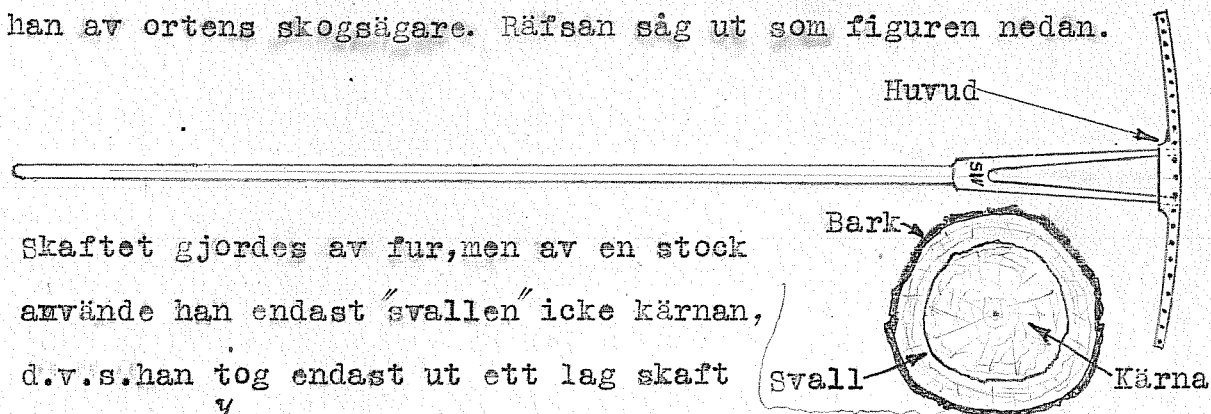 han av ortens skogsägare. Räfsan såg ut som figuren nedan.
Huvud
SIV
Bark
Skaftet gjordes av fur,men av en stock
använde han endast "svallen" icke kärnan,
d.v.s.han tog endast ut ett lag skaft
Svall
Kärna